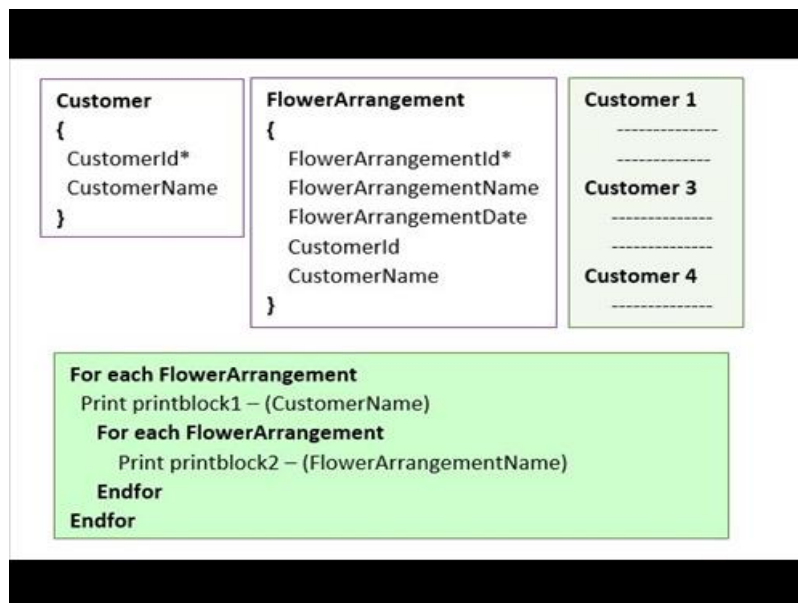 Customer
{
CustomerId*
CustomerName
}
FlowerArrangement
{
FlowerArrangementId*
FlowerArrangementName
FlowerArrangementDate
CustomerId
CustomerName
}
Customer 1
--------------
-------------
Customer 3
--------------
--------------
Customer 4
--------------
For each FlowerArrangement
Print printblock1 – (CustomerName)
For each FlowerArrangement
Print printblock2 – (FlowerArrangementName)
Endfor
Endfor